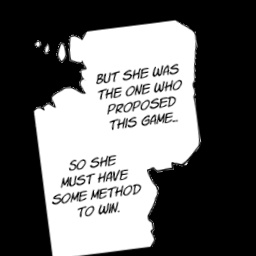 BUT SHE WAS
THE ONE WHO
PROPOSED
THIS GAME...
SO SHE
MUST HAVE
SOME METHOD
TO WIN.